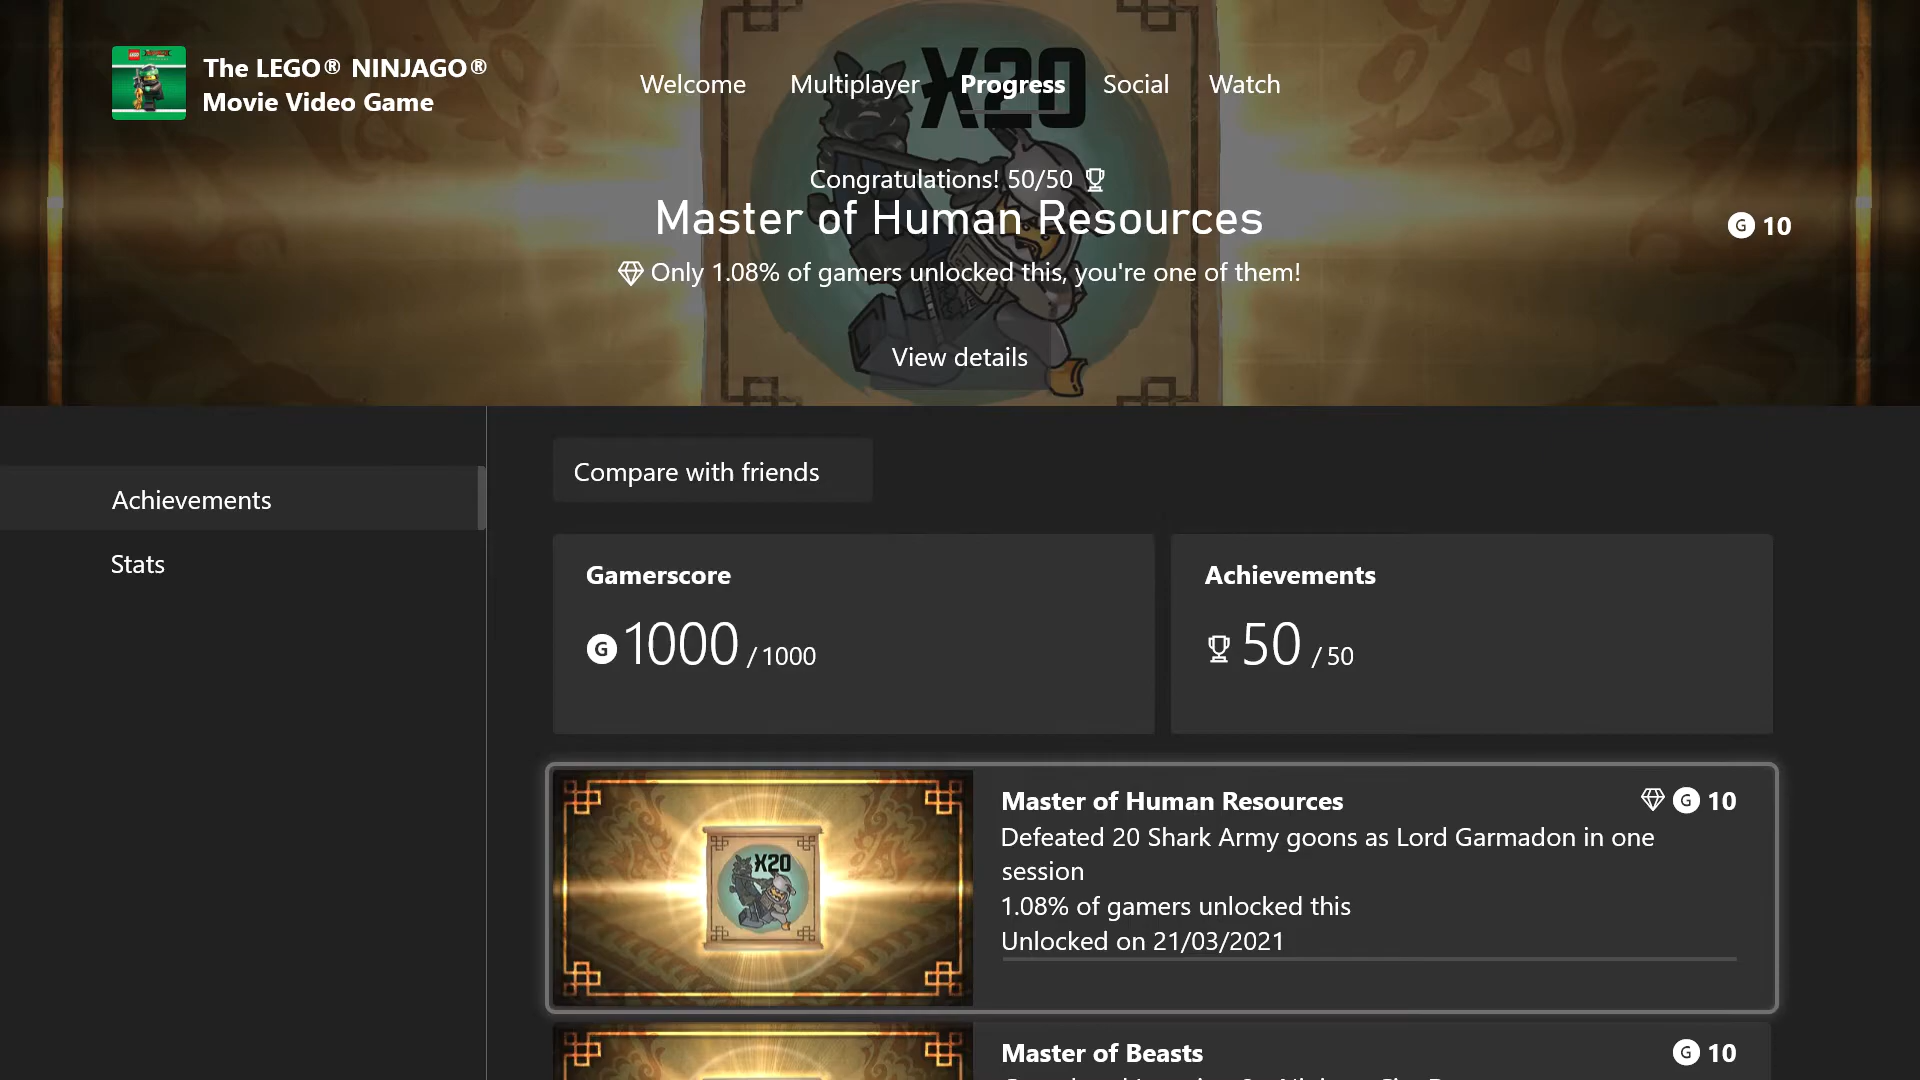 The LEGO® NINJAGO®
Movie Video Game
Welcome
Multiplayer
Progress
Social
Watch
X20
Congratulations! 50/50
Master of Human Resources
G 10
Only 1.08% of gamers unlocked this, you're one of them!
View details
Achievements
Stats
Compare with friends
Gamerscore
G 1000 / 1000
Achievements
50 / 50
X20
Master of Human Resources
G 10
Defeated 20 Shark Army goons as Lord Garmadon in one
session
1.08% of gamers unlocked this
Unlocked on 21/03/2021
Master of Beasts
G 10